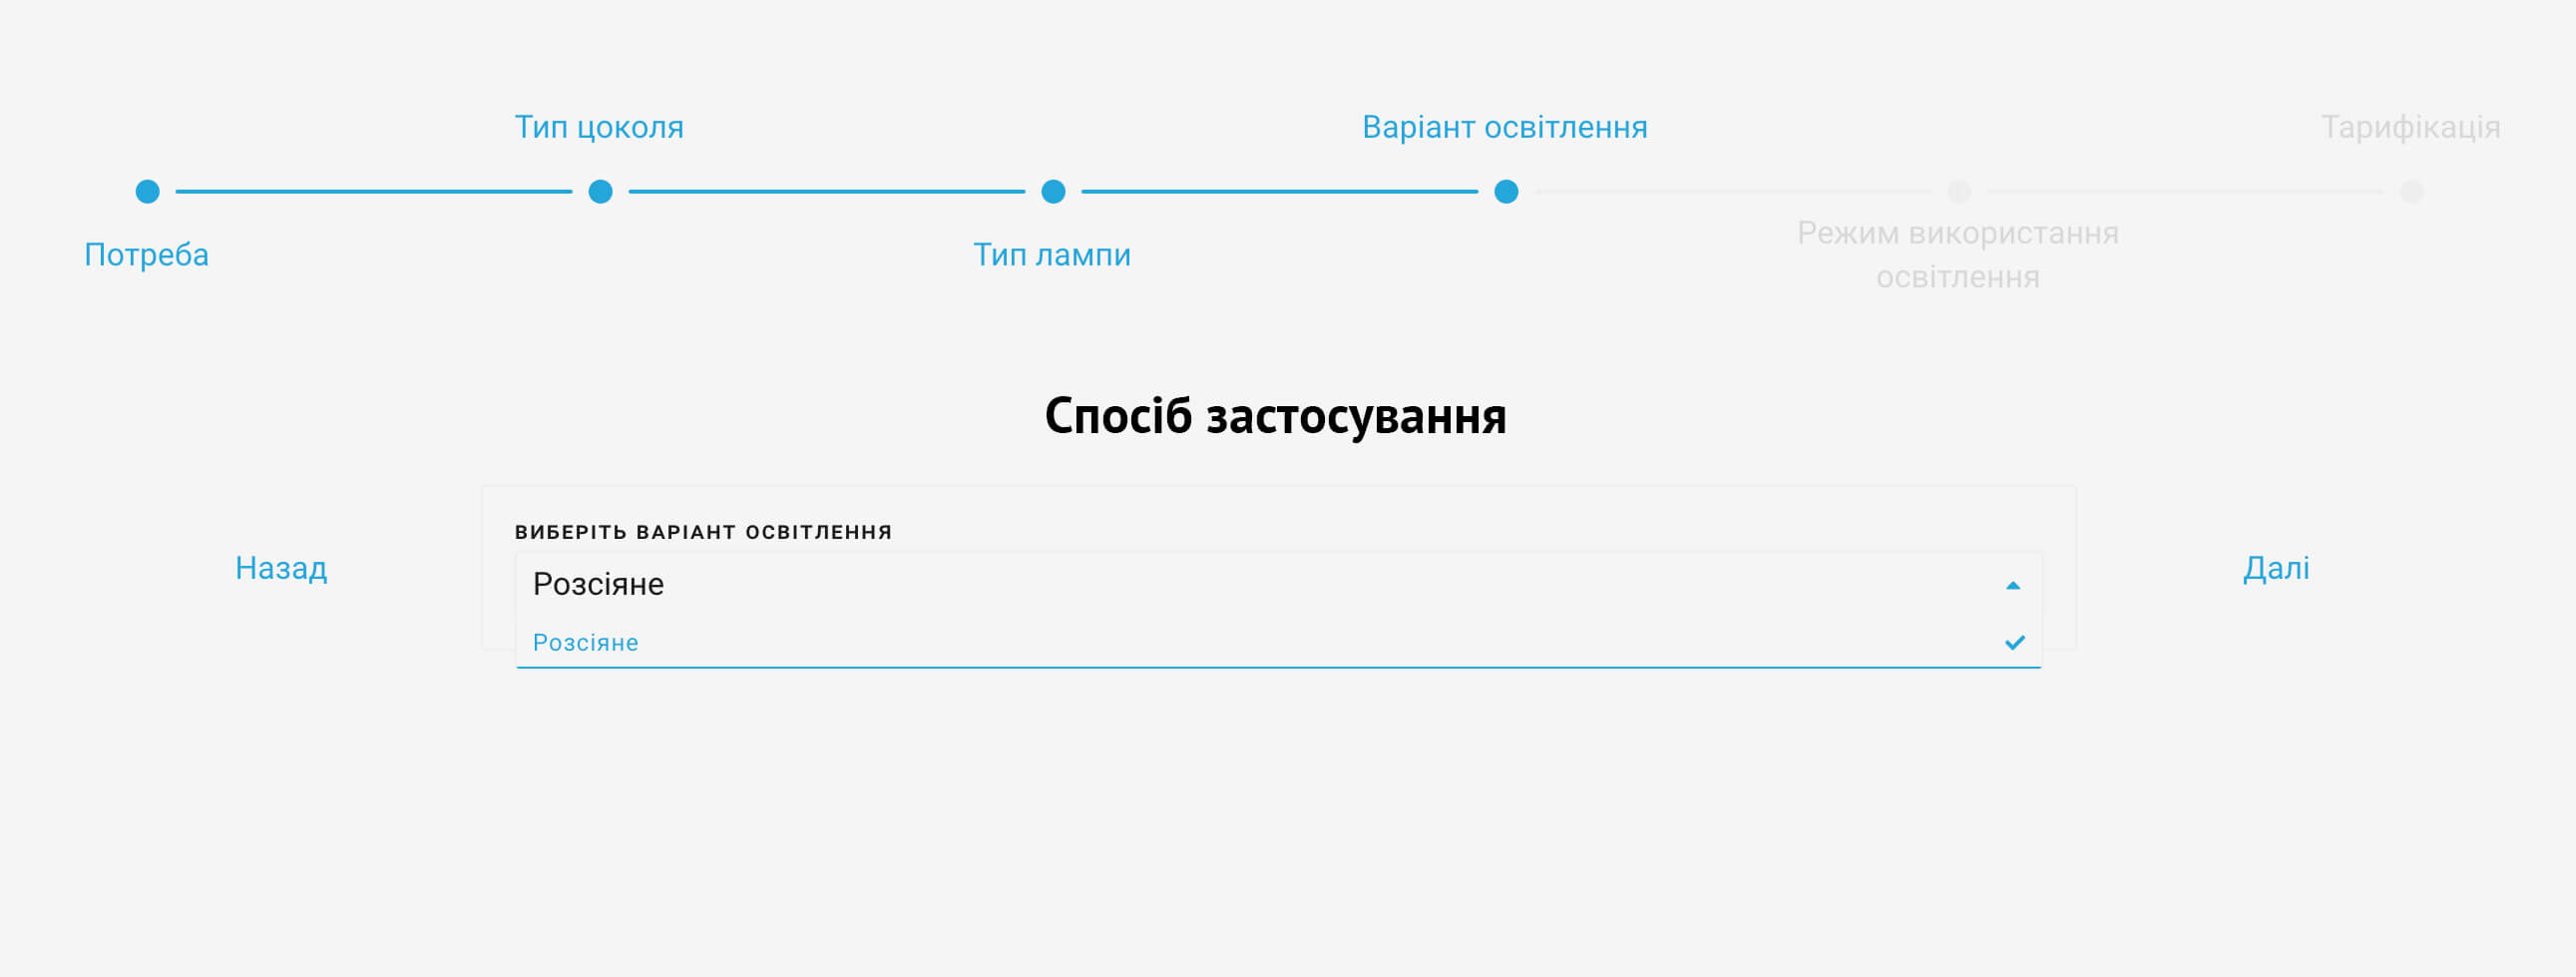 Тип цоколя
Варіант освітлення
Тарифікація
Потреба
Тип лампи
Режим використання
освітлення
Спосіб застосування
ВИБЕРІТЬ ВАРІАНТ ОСВІТЛЕННЯ
Назад
Розсіяне
Далі
Розсіяне